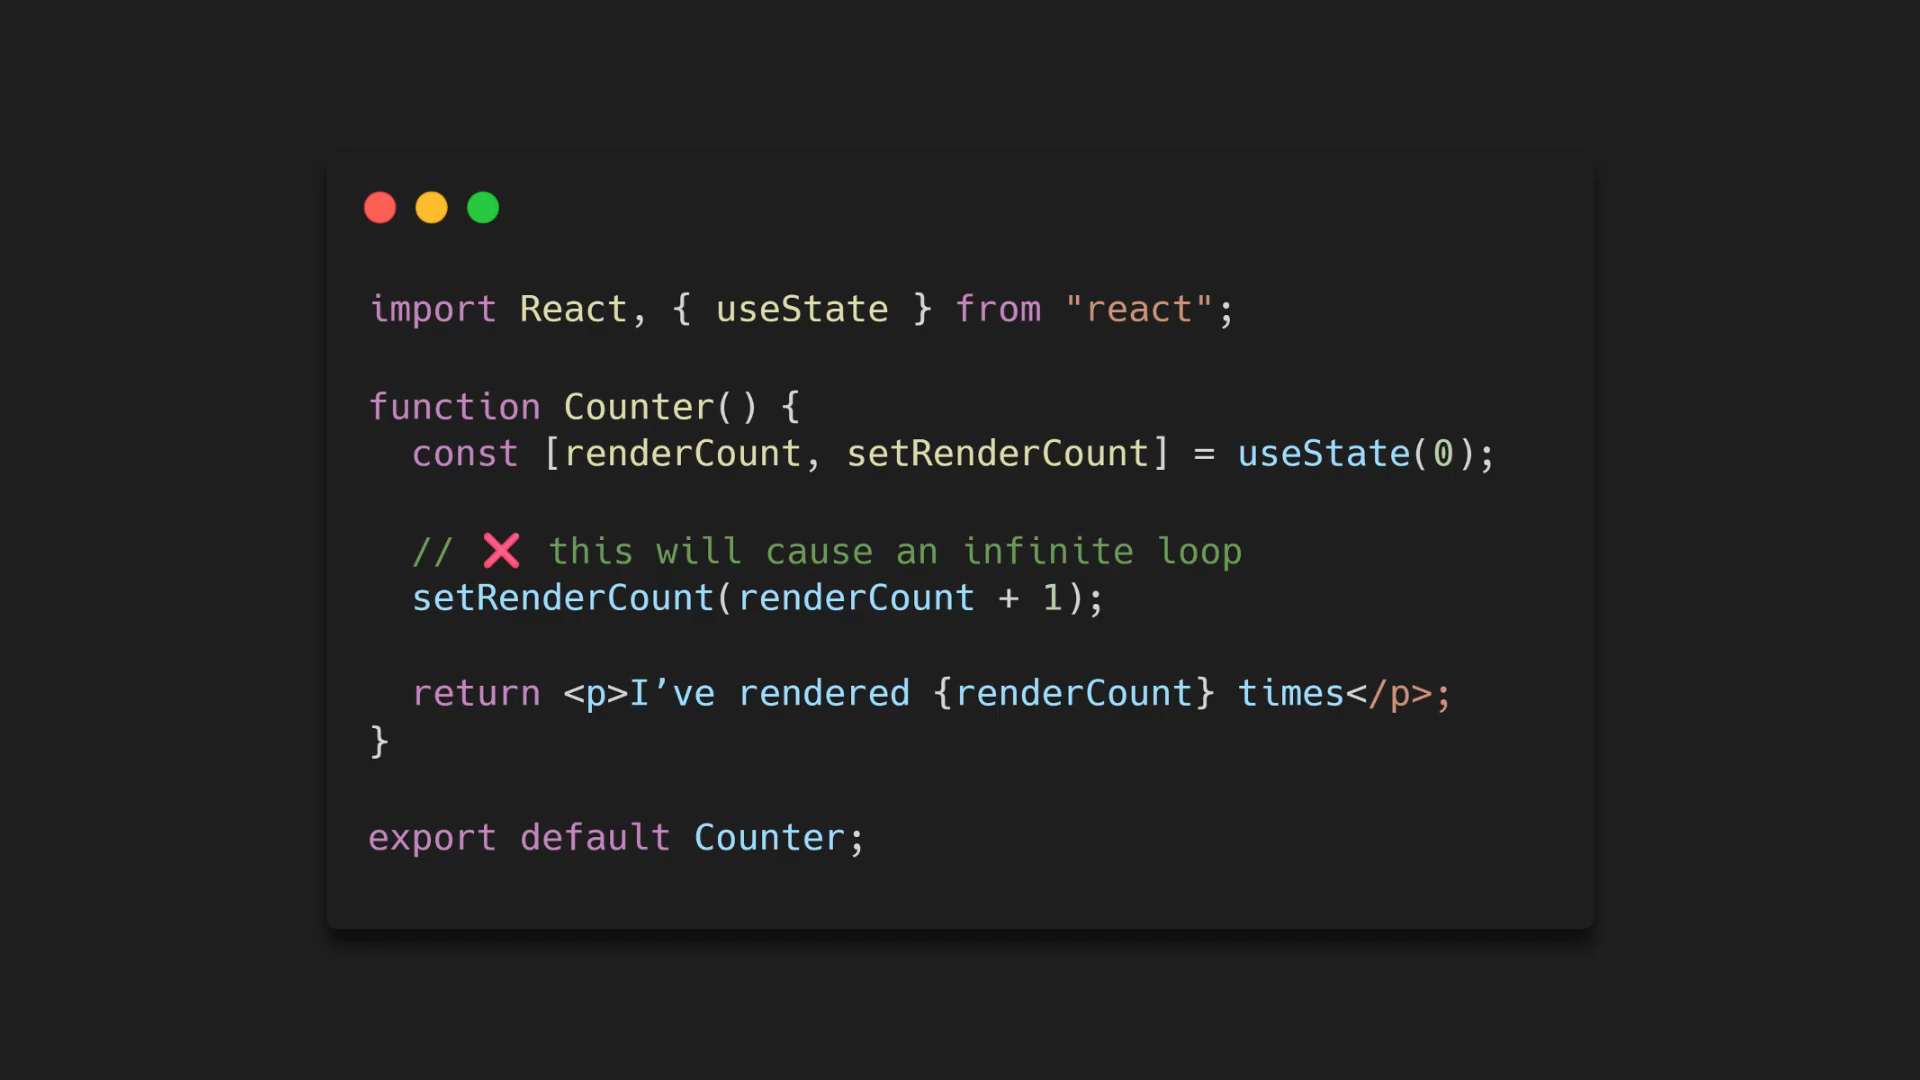 import React, { useState } from "react";
function Counter() {
const [renderCount, setRenderCount] = useState(0);
// ❌ this will cause an infinite loop
setRenderCount(renderCount + 1);
return <p>I’ve rendered {renderCount} times</p>;
}
export default Counter;